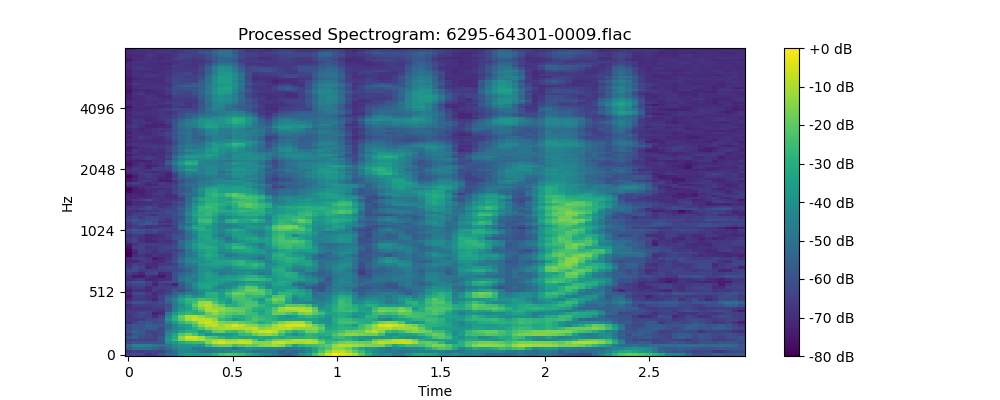 Processed Spectrogram: 6295-64301-0009.flac
+0 dB
-10 dB
-20 dB
-30 dB
-40 dB
-50 dB
-60 dB
-70 dB
-80 dB
Hz
4096
2048
1024
512
0
0
0.5
1
1.5
2
2.5
Time